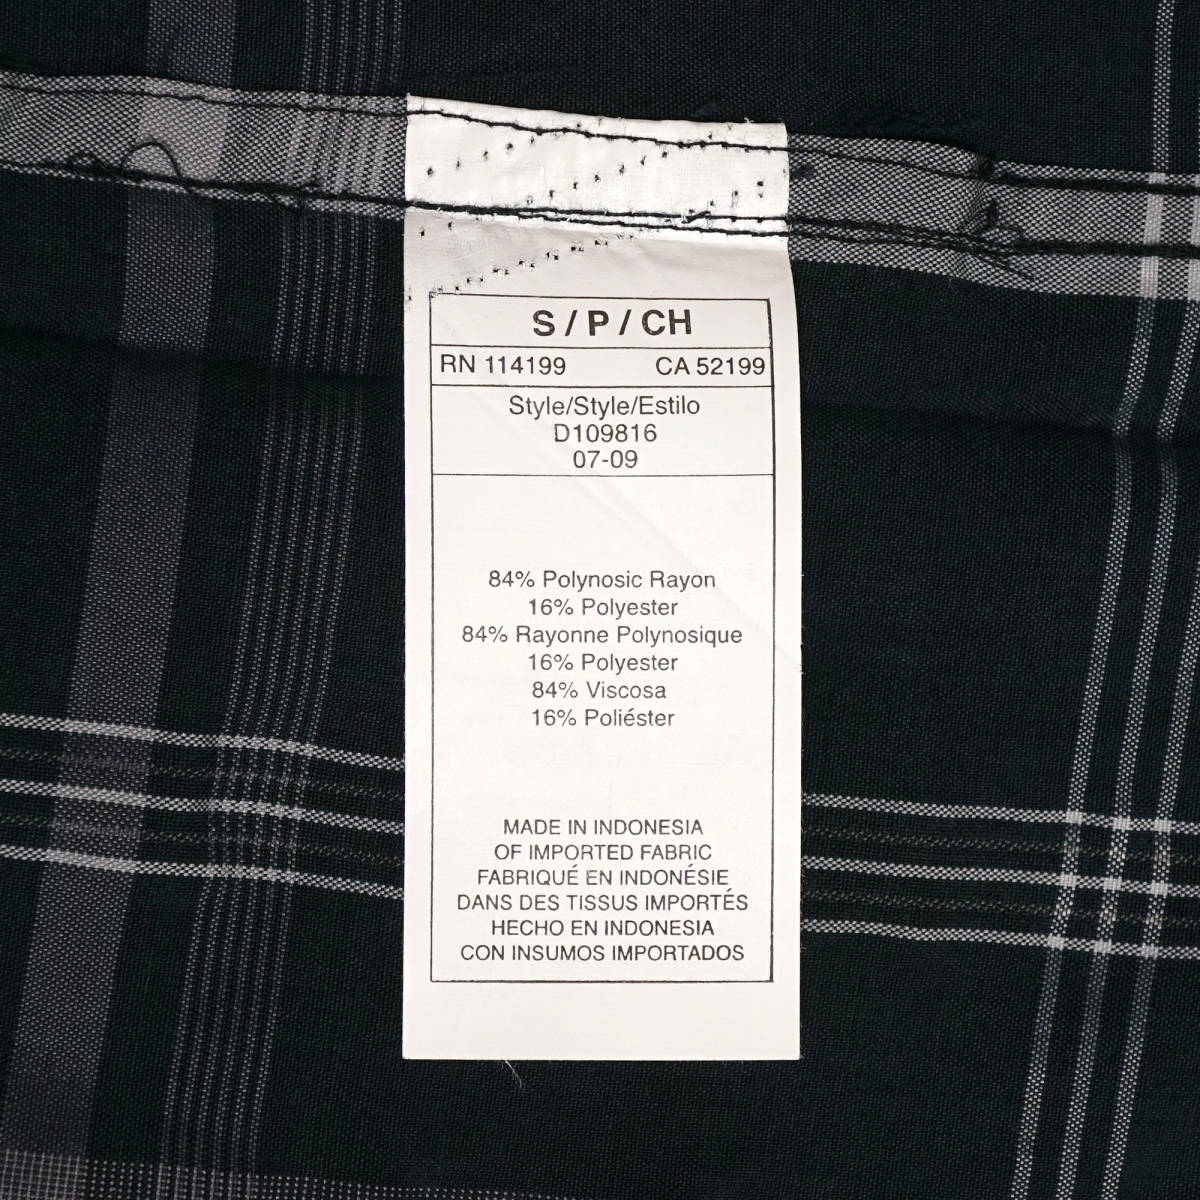 S / P / CH
RN 114199 CA 52199
Style/Style/Estilo
D109816
07-09
84% Polynosic Rayon
16% Polyester
84% Rayonne Polynosique
16% Polyester
84% Viscosa
16% Poliéster
MADE IN INDONESIA
OF IMPORTED FABRIC
FABRIQUÉ EN INDONÉSIE
DANS DES TISSUS IMPORTÉS
HECHO EN INDONESIA
CON INSUMOS IMPORTADOS